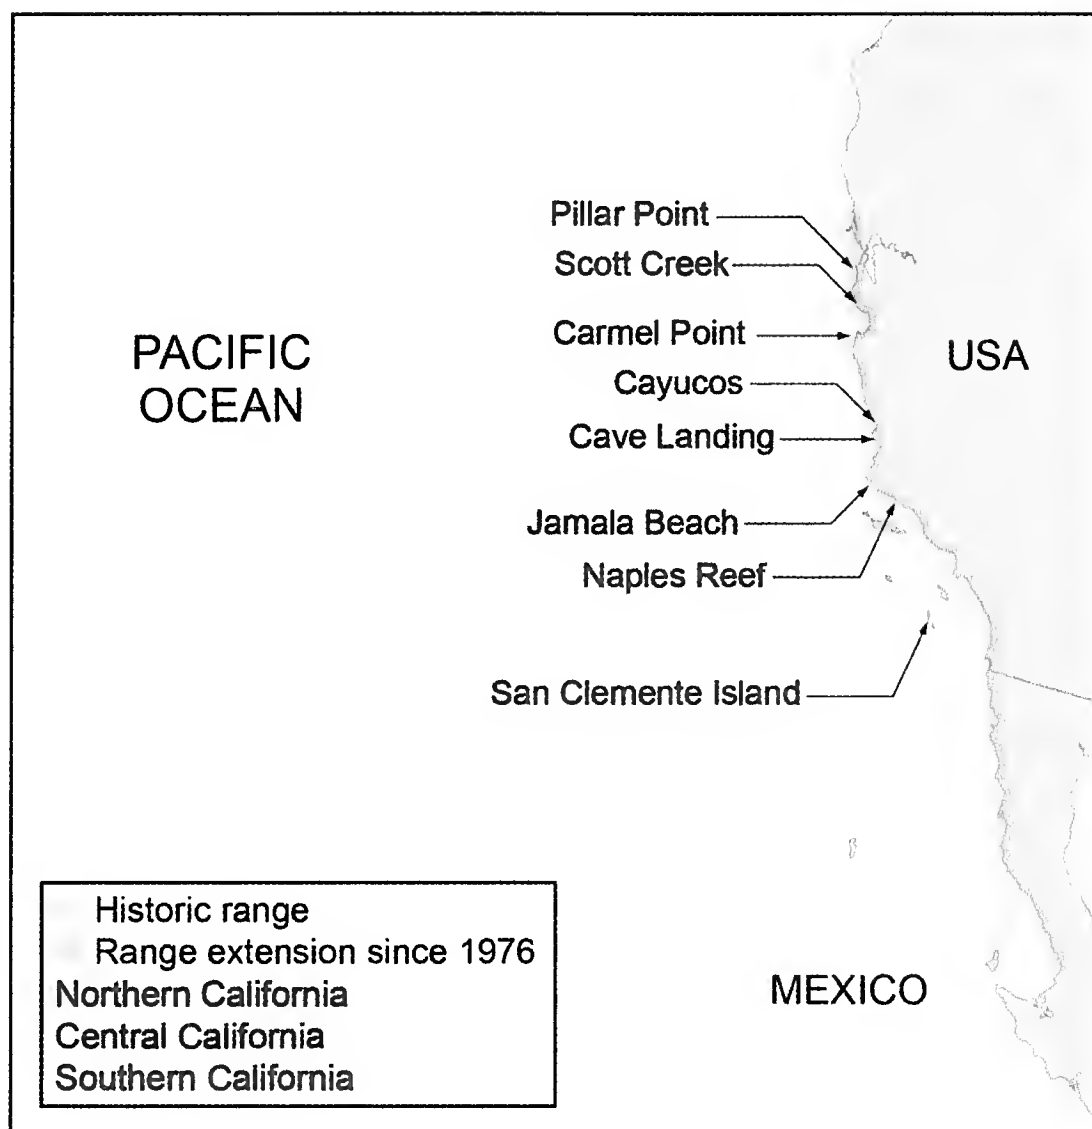 Pillar Point
Scott Creek
Carmel Point
PACIFIC
OCEAN
USA
Cayucos
Cave Landing
Jamala Beach
Naples Reef
San Clemente Island
Historic range
Range extension since 1976
Northern California
Central California
Southern California
MEXICO